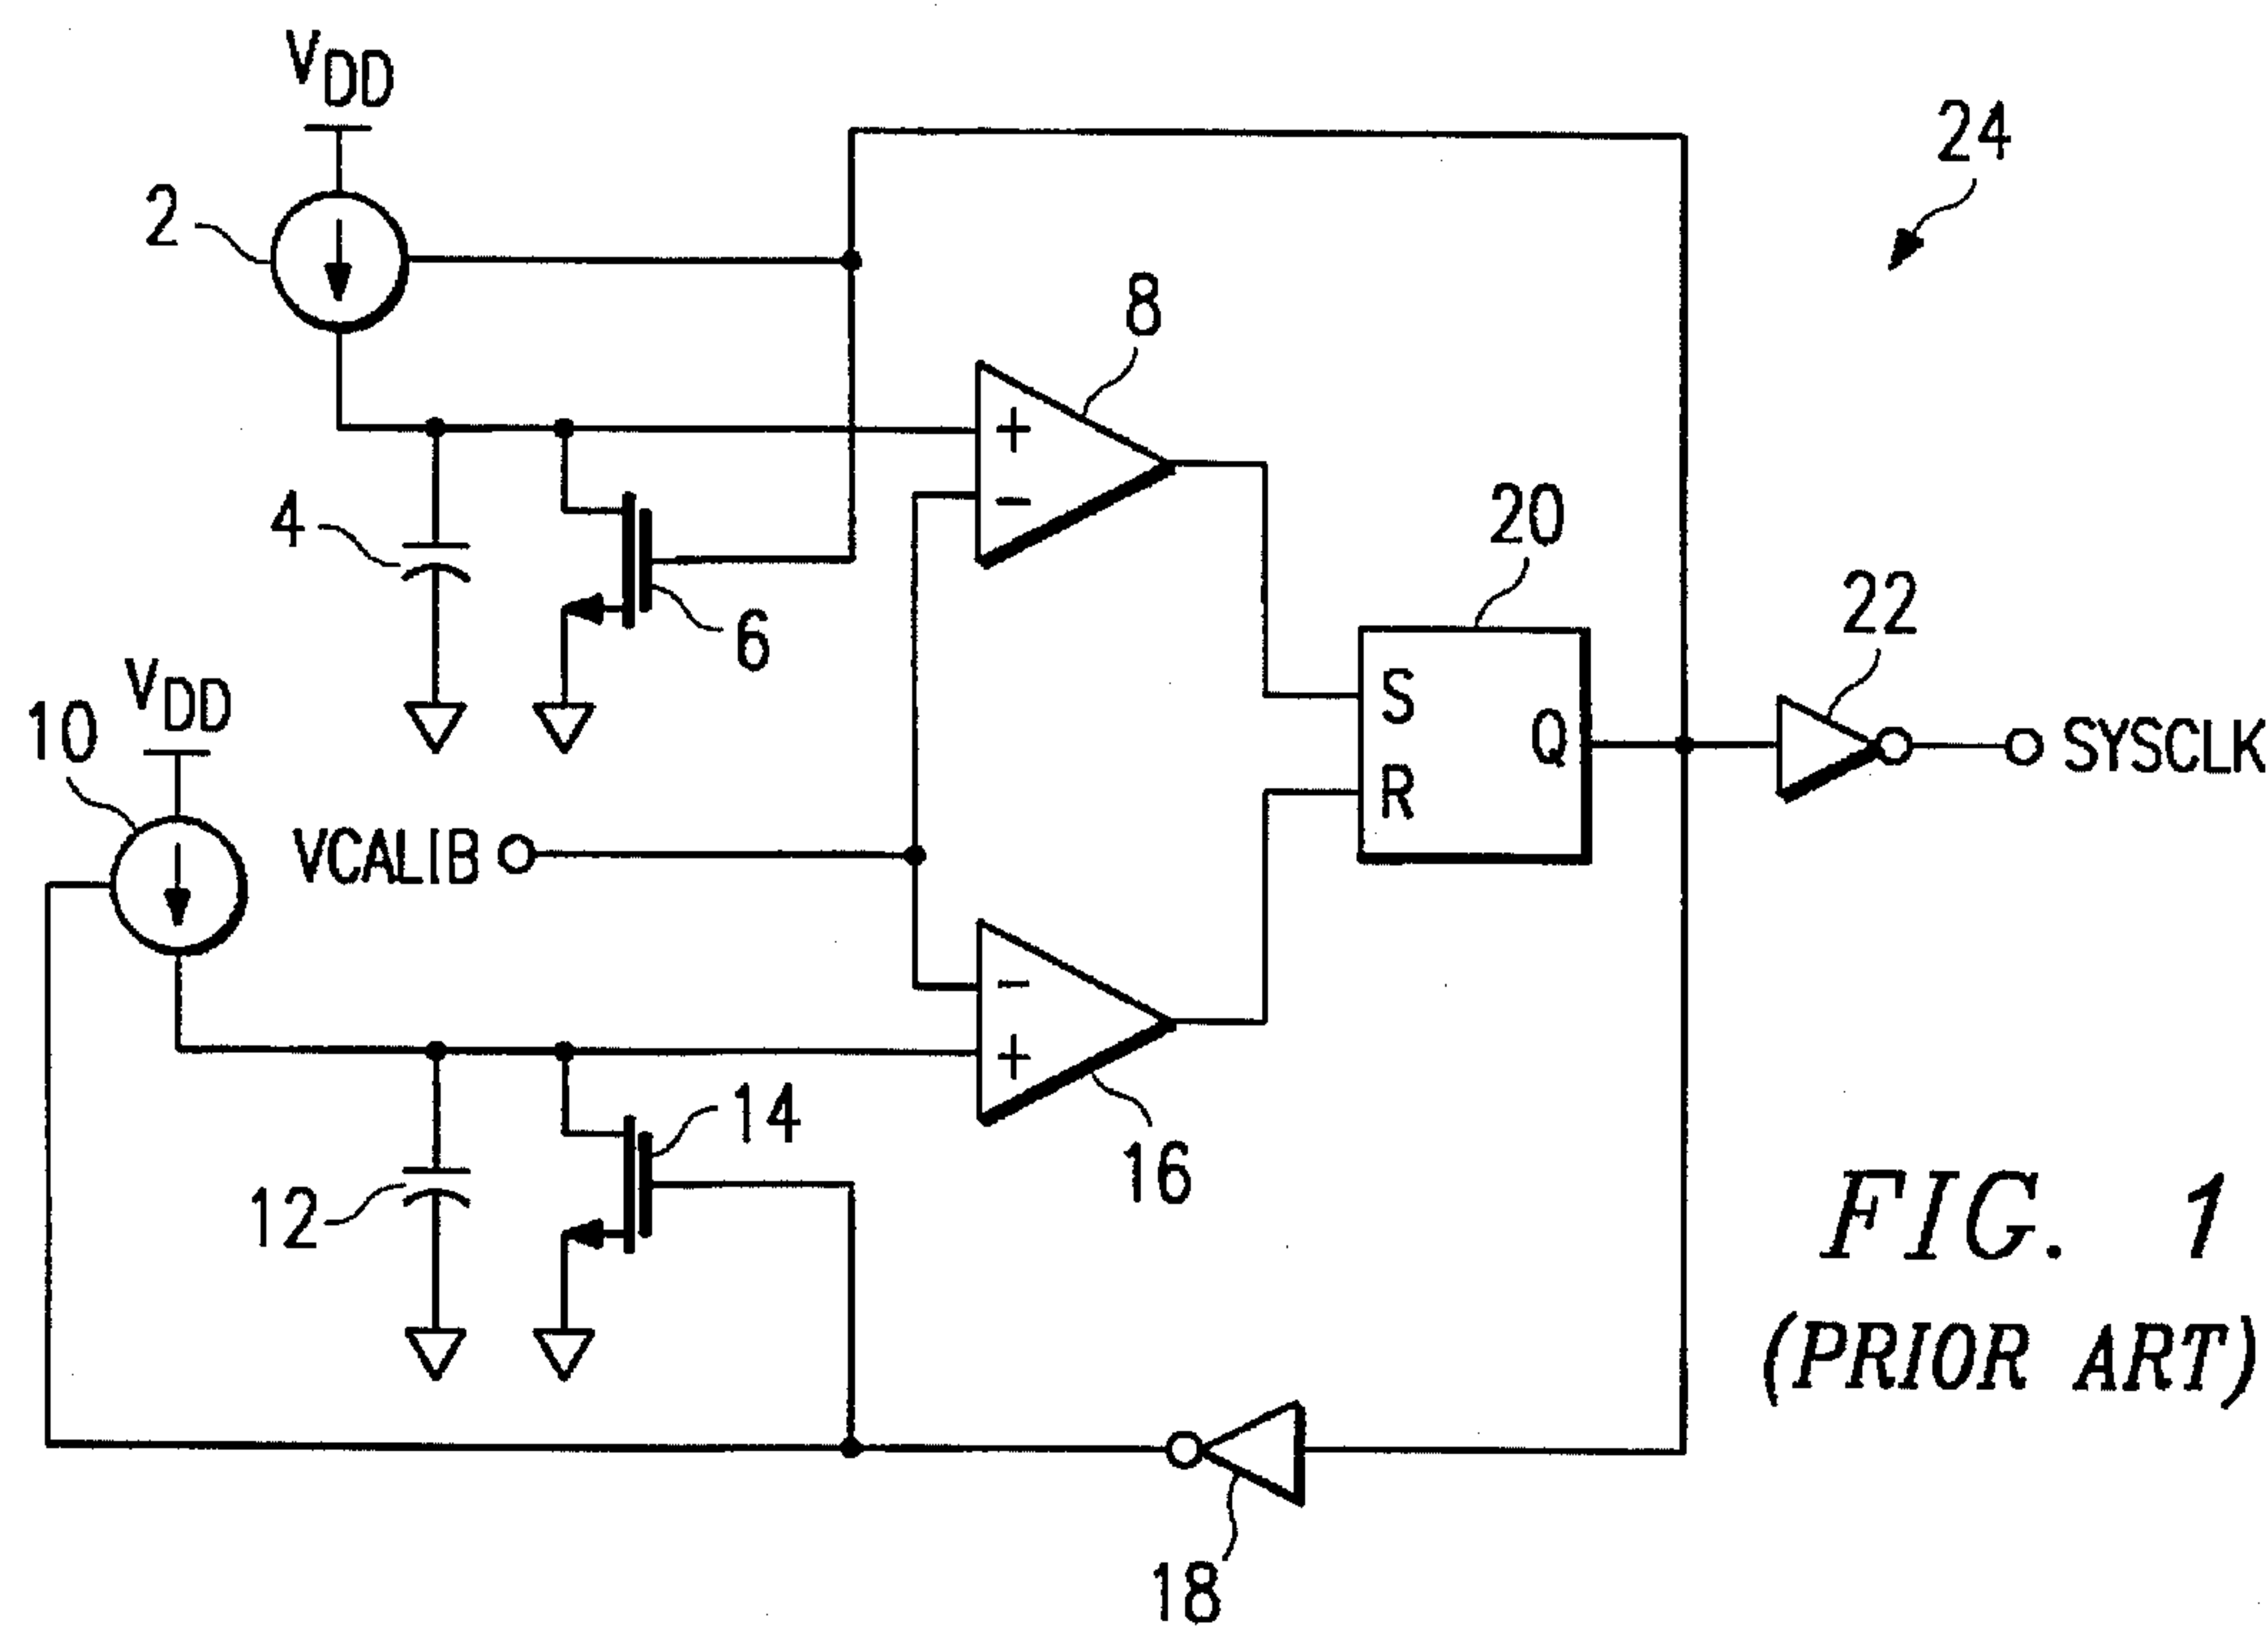 VDD
24
2
8
+
−
4
20
6
22
VDD
10
S
Q
SYSCLK
R
VCALIB
−
+
14
16
12
FIG. 1
(PRIOR ART)
18